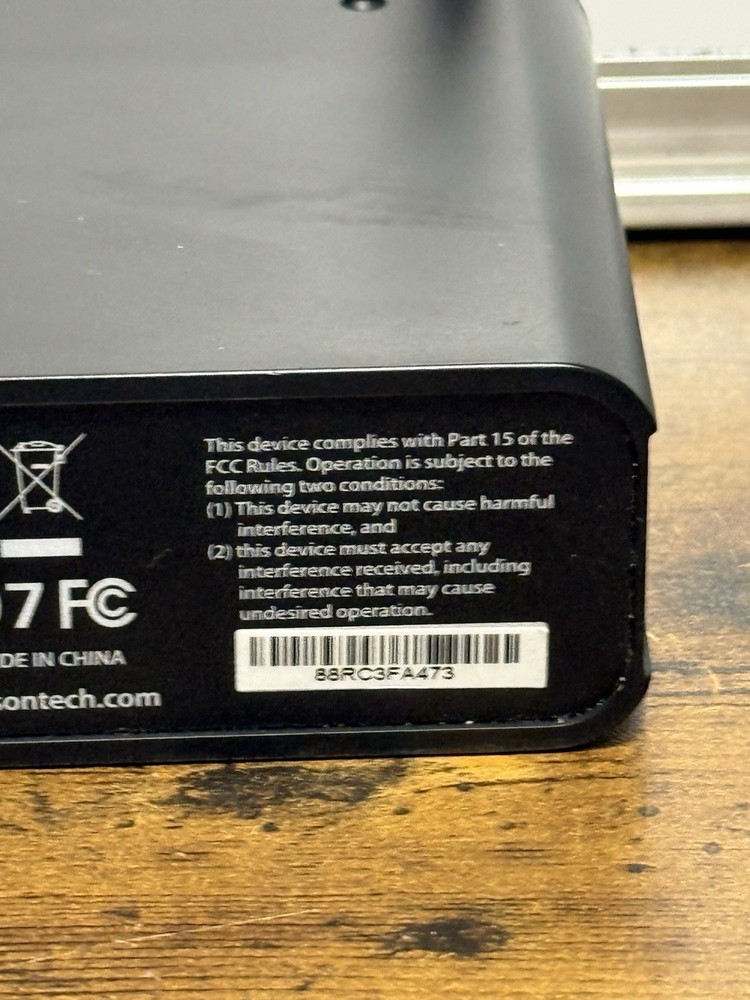 This device complies with Part 15 of the
FCC Rules. Operation is subject to the
following two conditions:
(1) This device may not cause harmful
interference, and
(2) this device must accept any
interference received, including
interference that may cause
undesired operation.
7 FC
DE IN CHINA
sontech.com
88RC3FA473